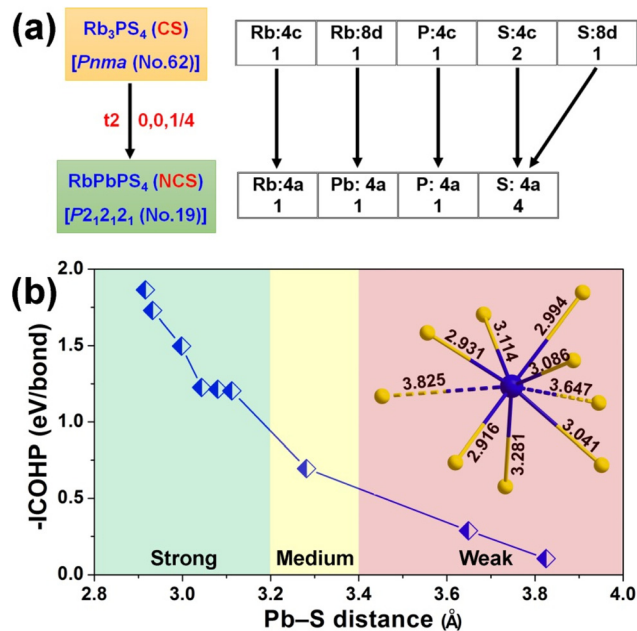 (a)
Rb₃PS₄ (CS)
[Pnma (No.62)]
t2 0,0,1/4
RbPbPS₄ (NCS)
[P2₁2₁2₁ (No.19)]
Rb:4c Rb:8d P:4c S:4c S:8d
1 1 1 2 1
Rb:4a Pb: 4a P: 4a S: 4a
1 1 1 4
(b)
-ICOHP (eV/bond)
2.0
1.5
1.0
0.5
0.0
2.994
3.114
2.931
3.086
3.825
3.647
2.916
3.041
3.281
Strong Medium Weak
2.8 3.0 3.2 3.4 3.6 3.8 4.0
Pb–S distance (Å)